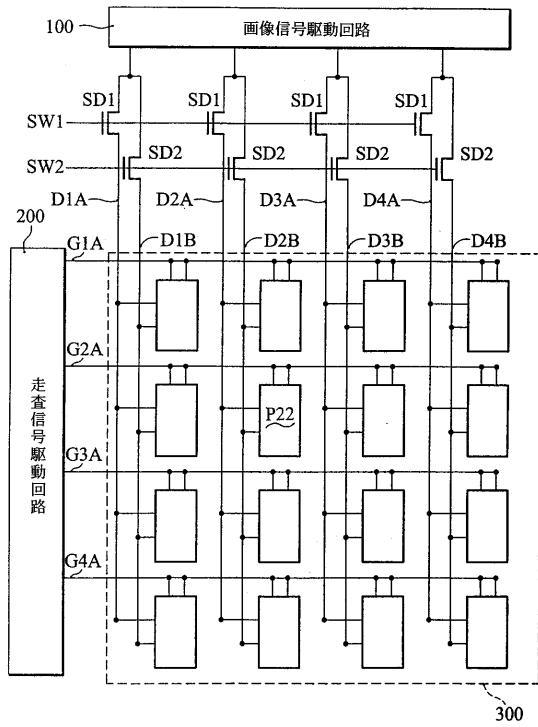 100
画像信号駆動回路
SD1 SD1 SD1 SD1
SW1
SD2 SD2 SD2 SD2
SW2
D1A D2A D3A D4A
200
G1A
D1B D2B D3B D4B
G2A
P22
走査信号駆動回路
G3A
G4A
300